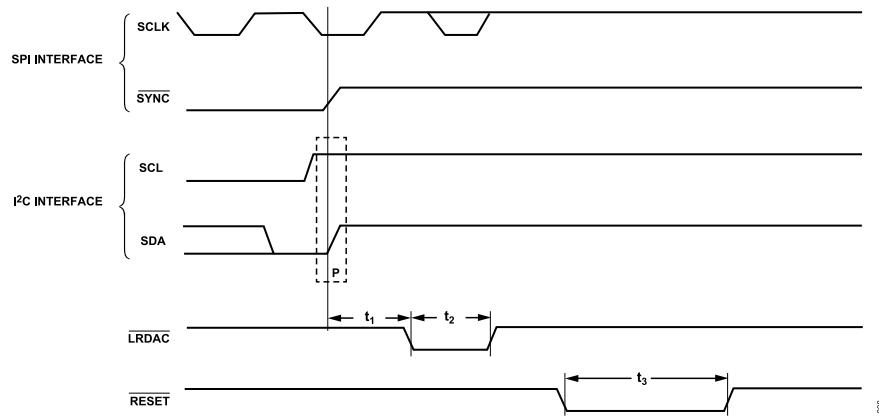 SCLK
SPI INTERFACE
SYNC
SCL
I²C INTERFACE
SDA
P
t1 t2
LRDAC
t3
RESET